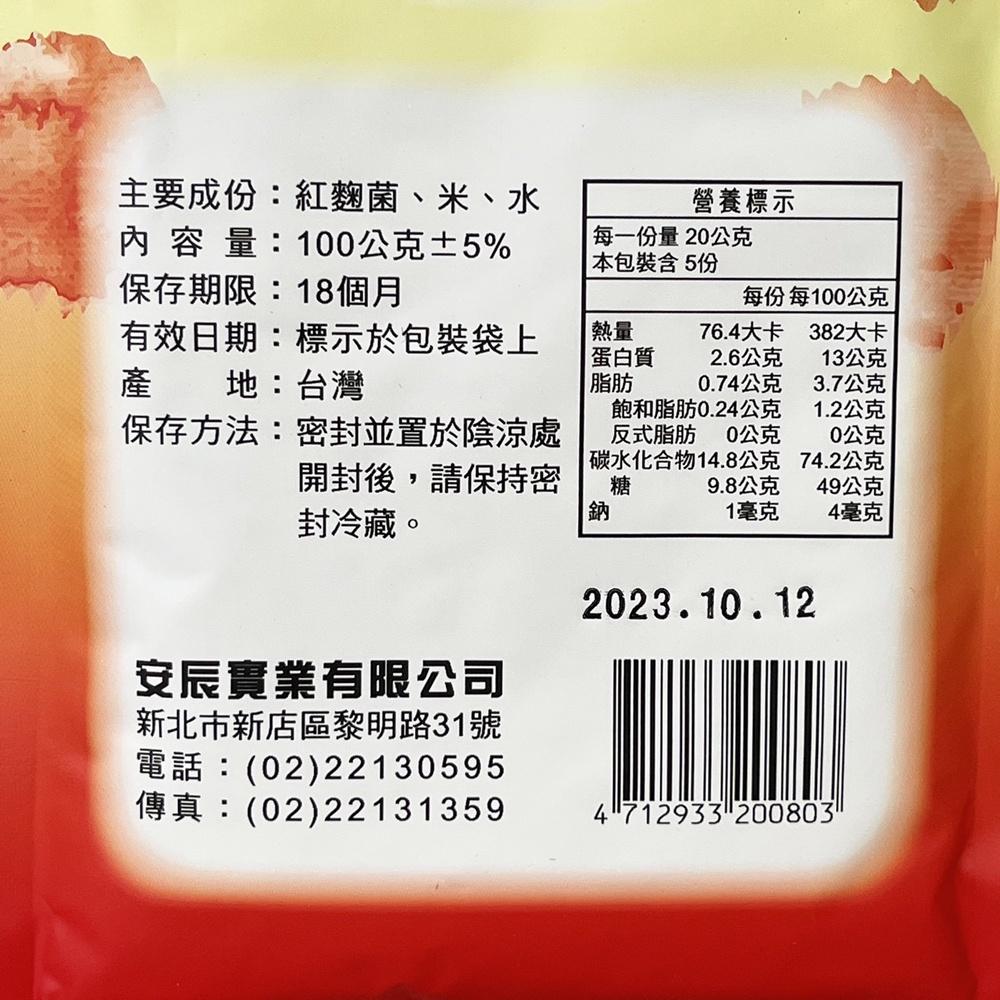 主要成份：紅麴菌、米、水
內容量：100公克±5%
保存期限：18個月
有效日期：標示於包裝袋上
產地：台灣
保存方法：密封並置於陰涼處
開封後，請保持密
封冷藏。
營養標示
每一份量 20公克
本包裝含 5份
每份 每100公克
熱量 76.4大卡 382大卡
蛋白質 2.6公克 13公克
脂肪 0.74公克 3.7公克
飽和脂肪 0.24公克 1.2公克
反式脂肪 0公克 0公克
碳水化合物 14.8公克 74.2公克
糖 9.8公克 49公克
鈉 1毫克 4毫克
2023.10.12
安辰實業有限公司
新北市新店區黎明路31號
電話：(02)22130595
傳真：(02)22131359
4 712933 200803